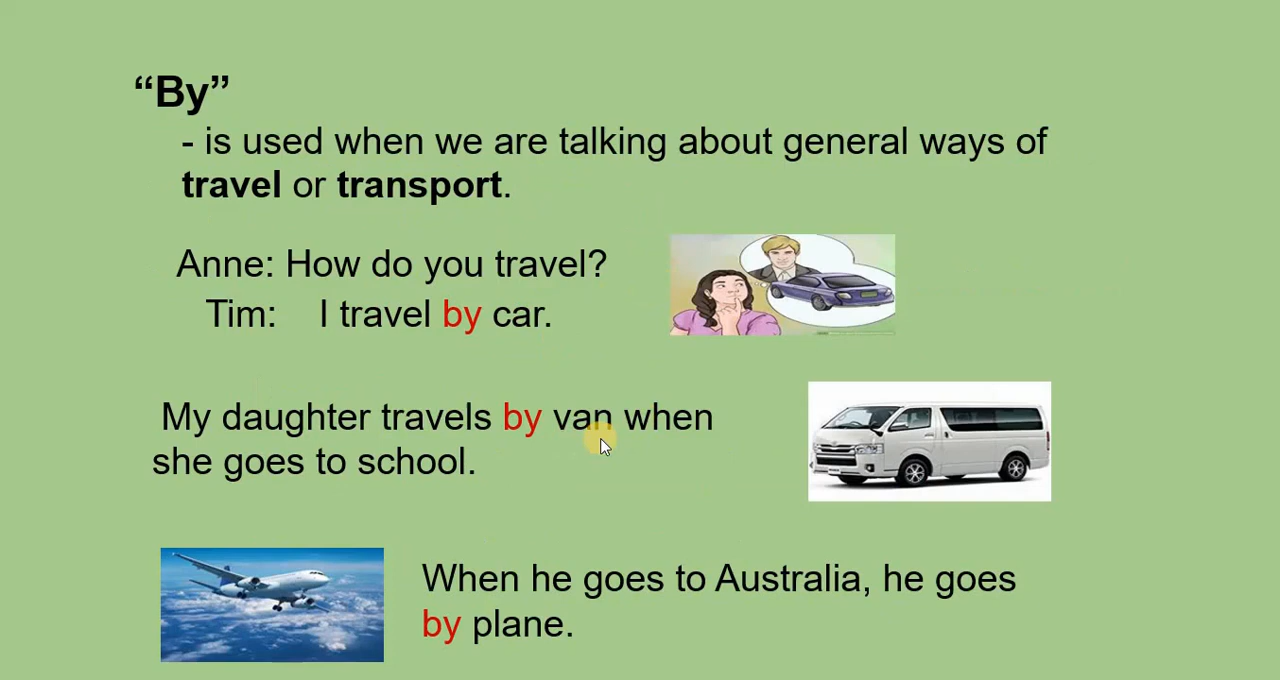 “By”
- is used when we are talking about general ways of
travel or transport.
Anne: How do you travel?
Tim: I travel by car.
My daughter travels by van when
she goes to school.
When he goes to Australia, he goes
by plane.